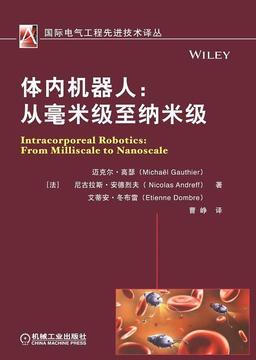 国际电气工程先进技术译丛
WILEY
体内机器人：
从毫米级至纳米级
Intracorporeal Robotics:
From Milliscale to Nanoscale
迈克尔·高瑟（Michaël Gauthier）
[法] 尼古拉斯·安德烈夫（Nicolas Andreff） 著
艾蒂安·冬布雷（Etienne Dombre）
曹峥 译
机械工业出版社
CHINA MACHINE PRESS